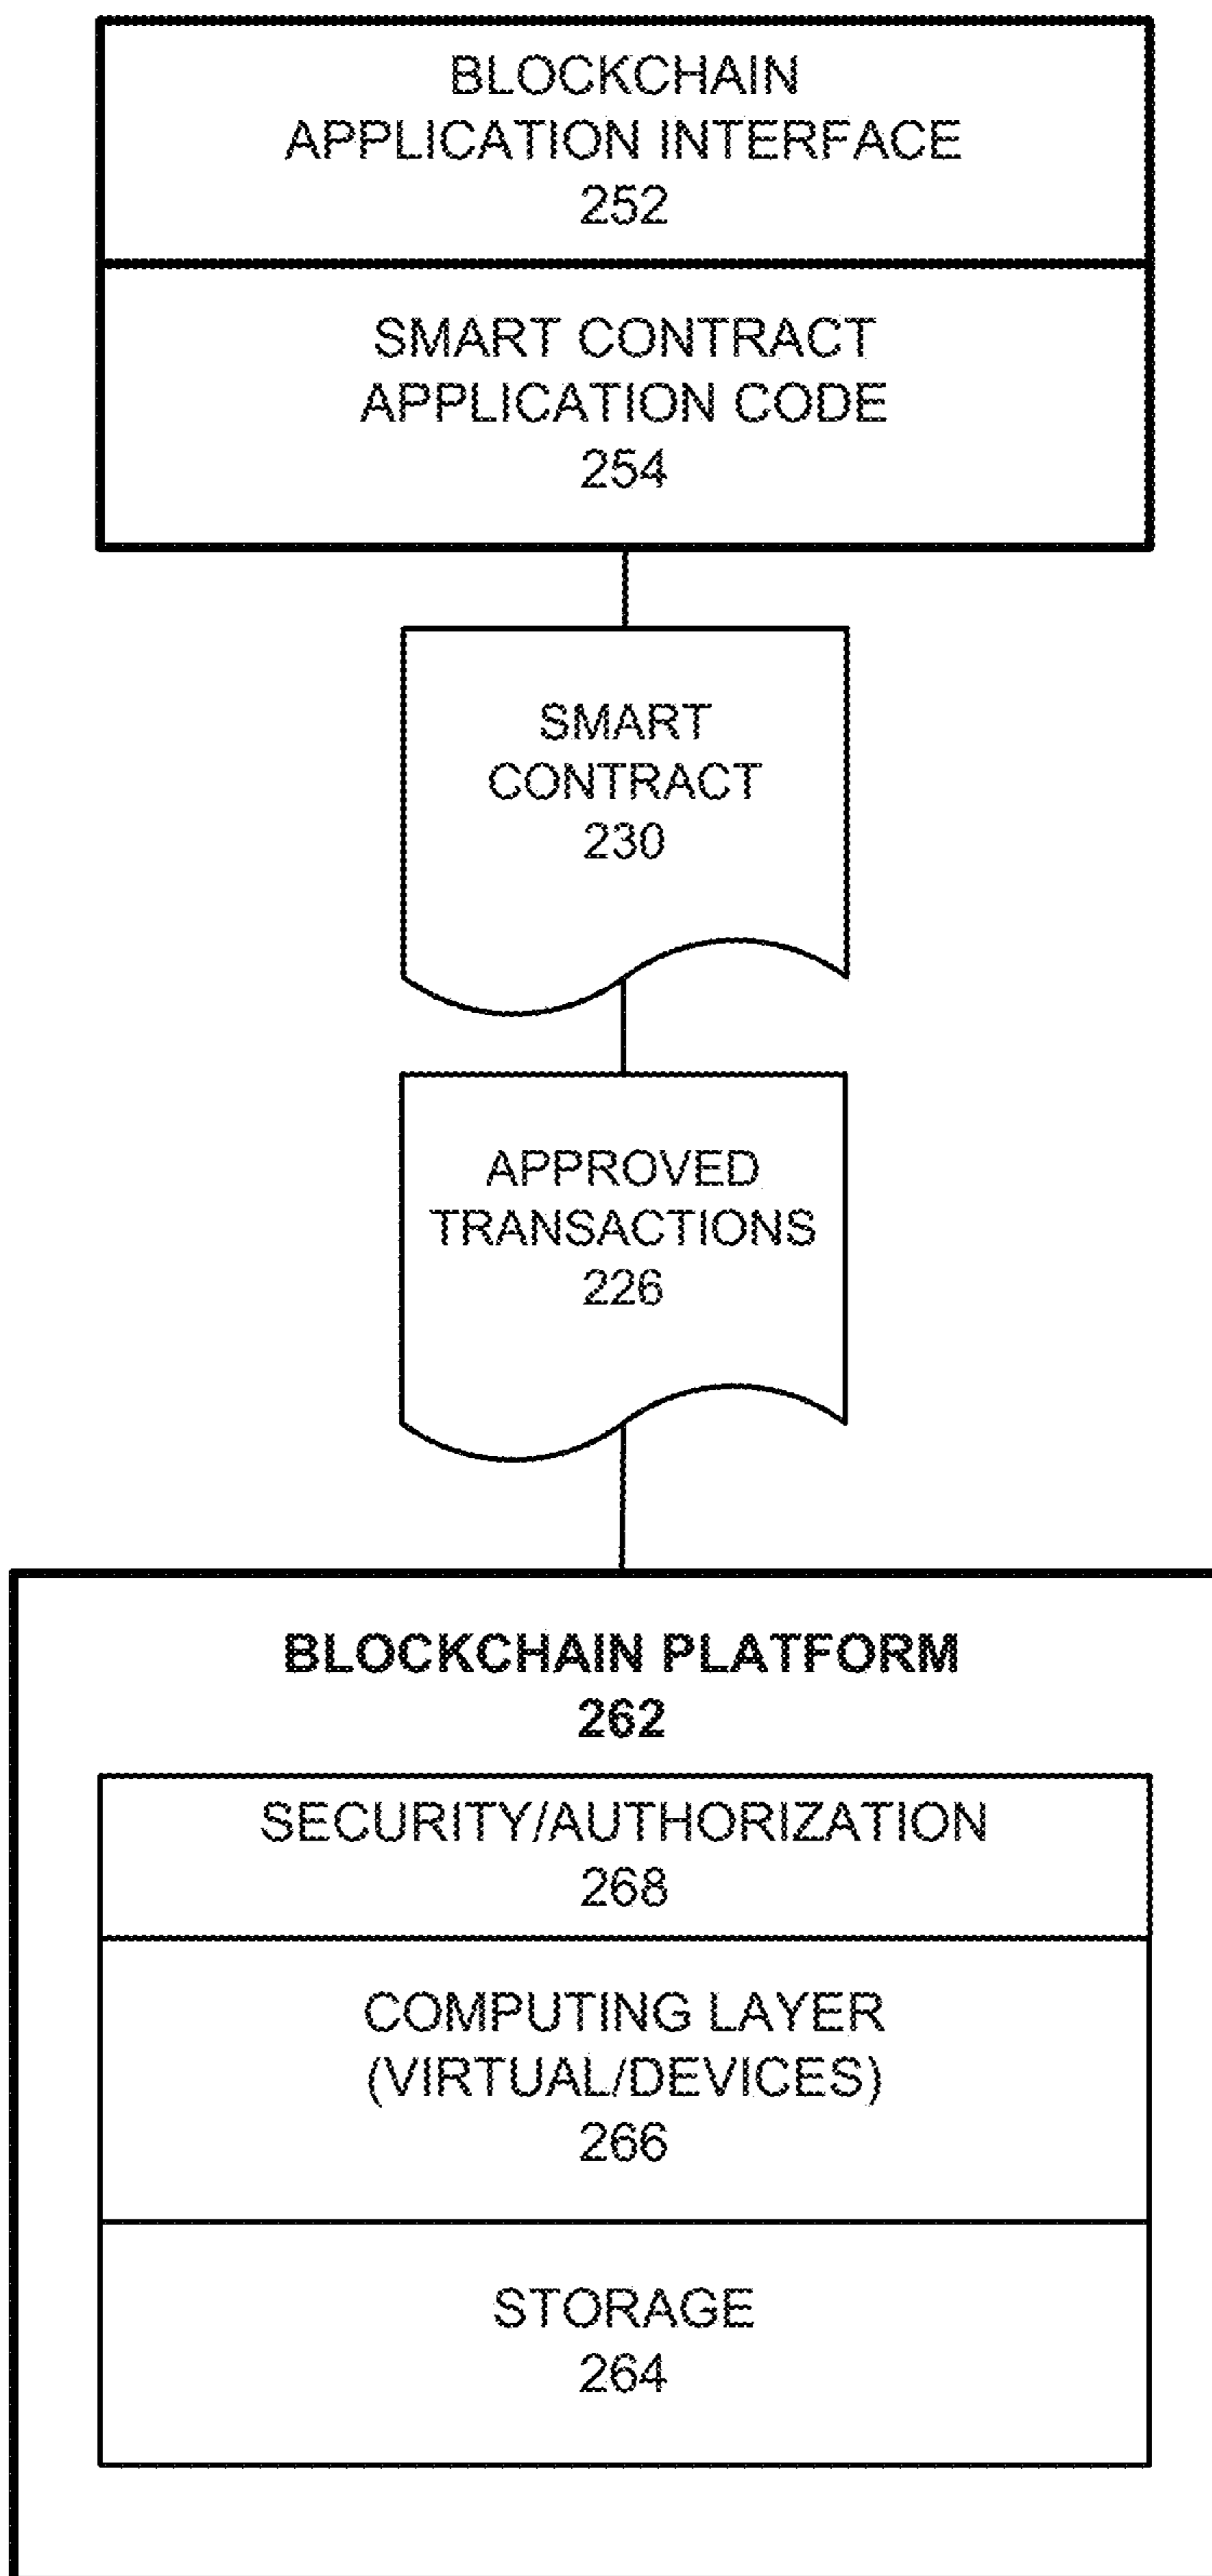 BLOCKCHAIN
APPLICATION INTERFACE
252
SMART CONTRACT
APPLICATION CODE
254
SMART
CONTRACT
230
APPROVED
TRANSACTIONS
226
BLOCKCHAIN PLATFORM
262
SECURITY/AUTHORIZATION
268
COMPUTING LAYER
(VIRTUAL/DEVICES)
266
STORAGE
264